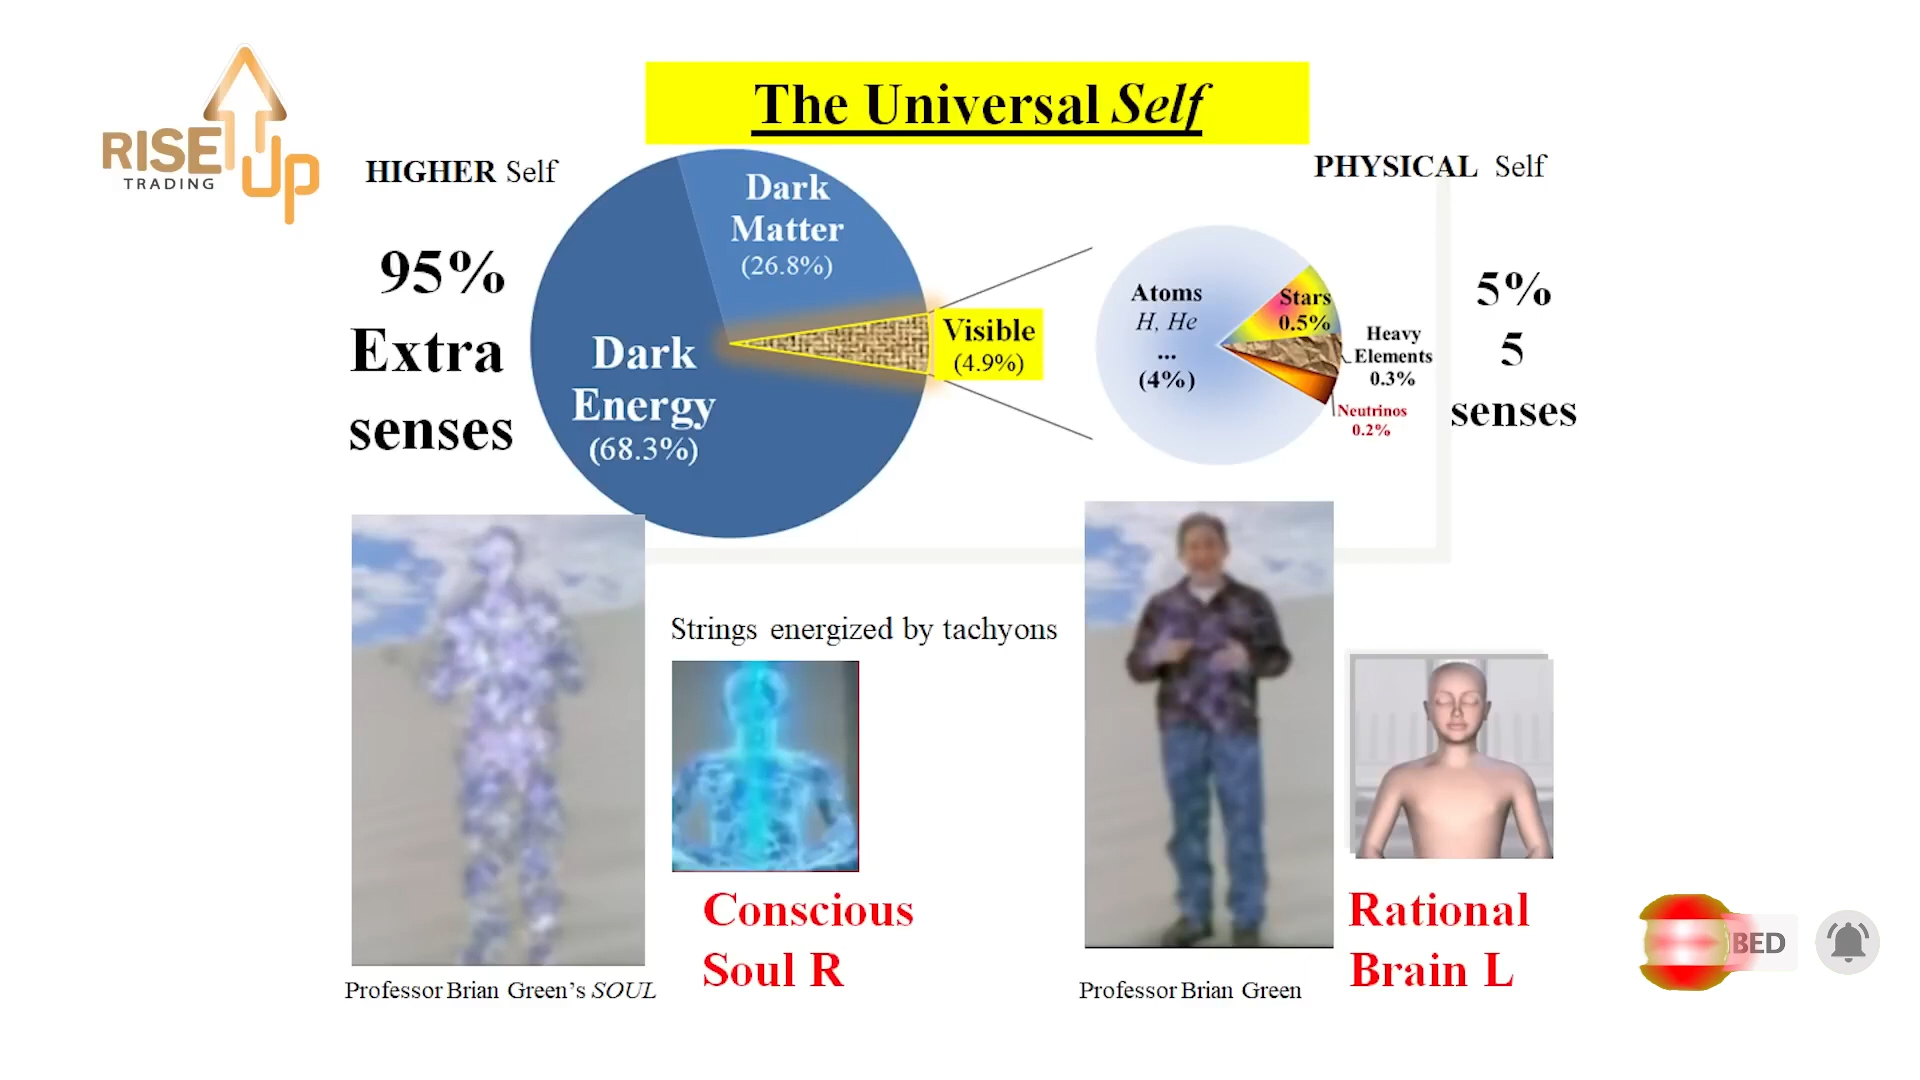 RISE Up
TRADING
The Universal Self
HIGHER Self
PHYSICAL Self
95%
Extra
senses
Dark
Matter
(26.8%)
Dark
Energy
(68.3%)
Visible
(4.9%)
Atoms
H, He
...
(4%)
Stars
0.5%
Heavy
Elements
0.3%
Neutrinos
0.2%
5%
5
senses
Strings energized by tachyons
Conscious
Soul R
Rational
Brain L
Professor Brian Green's SOUL
Professor Brian Green
BED